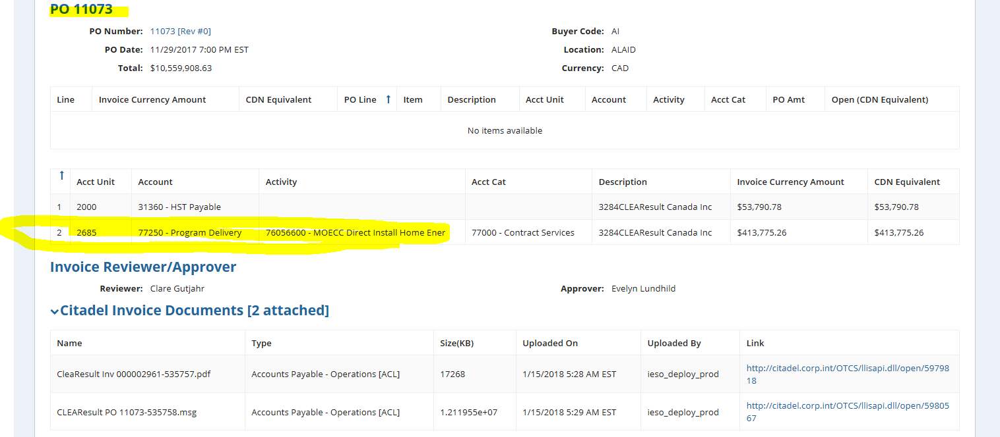 PO 11073
PO Number: 11073 [Rev #0] Buyer Code: AI
PO Date: 11/29/2017 7:00 PM EST Location: ALAID
Total: $10,559,908.63 Currency: CAD
Line Invoice Currency Amount CDN Equivalent PO Line ↑ Item Description Acct Unit Account Activity Acct Cat PO Amt Open (CDN Equivalent)
No items available
↑ Acct Unit Account Activity Acct Cat Description Invoice Currency Amount CDN Equivalent
1 2000 31360 - HST Payable 3284CLEAResult Canada Inc $53,790.78 $53,790.78
2 2685 77250 - Program Delivery 76056600 - MOECC Direct Install Home Ener 77000 - Contract Services 3284CLEAResult Canada Inc $413,775.26 $413,775.26
Invoice Reviewer/Approver
Reviewer: Clare Gutjahr Approver: Evelyn Lundhild
Citadel Invoice Documents [2 attached]
Name Type Size(KB) Uploaded On Uploaded By Link
CleaResult Inv 000002961-535757.pdf Accounts Payable - Operations [ACL] 17268 1/15/2018 5:28 AM EST ieso_deploy_prod http://citadel.corp.int/OTCS/llisapi.dll/open/59798
18
CLEAResult PO 11073-535758.msg Accounts Payable - Operations [ACL] 1.211955e+07 1/15/2018 5:29 AM EST ieso_deploy_prod http://citadel.corp.int/OTCS/llisapi.dll/open/59805
67